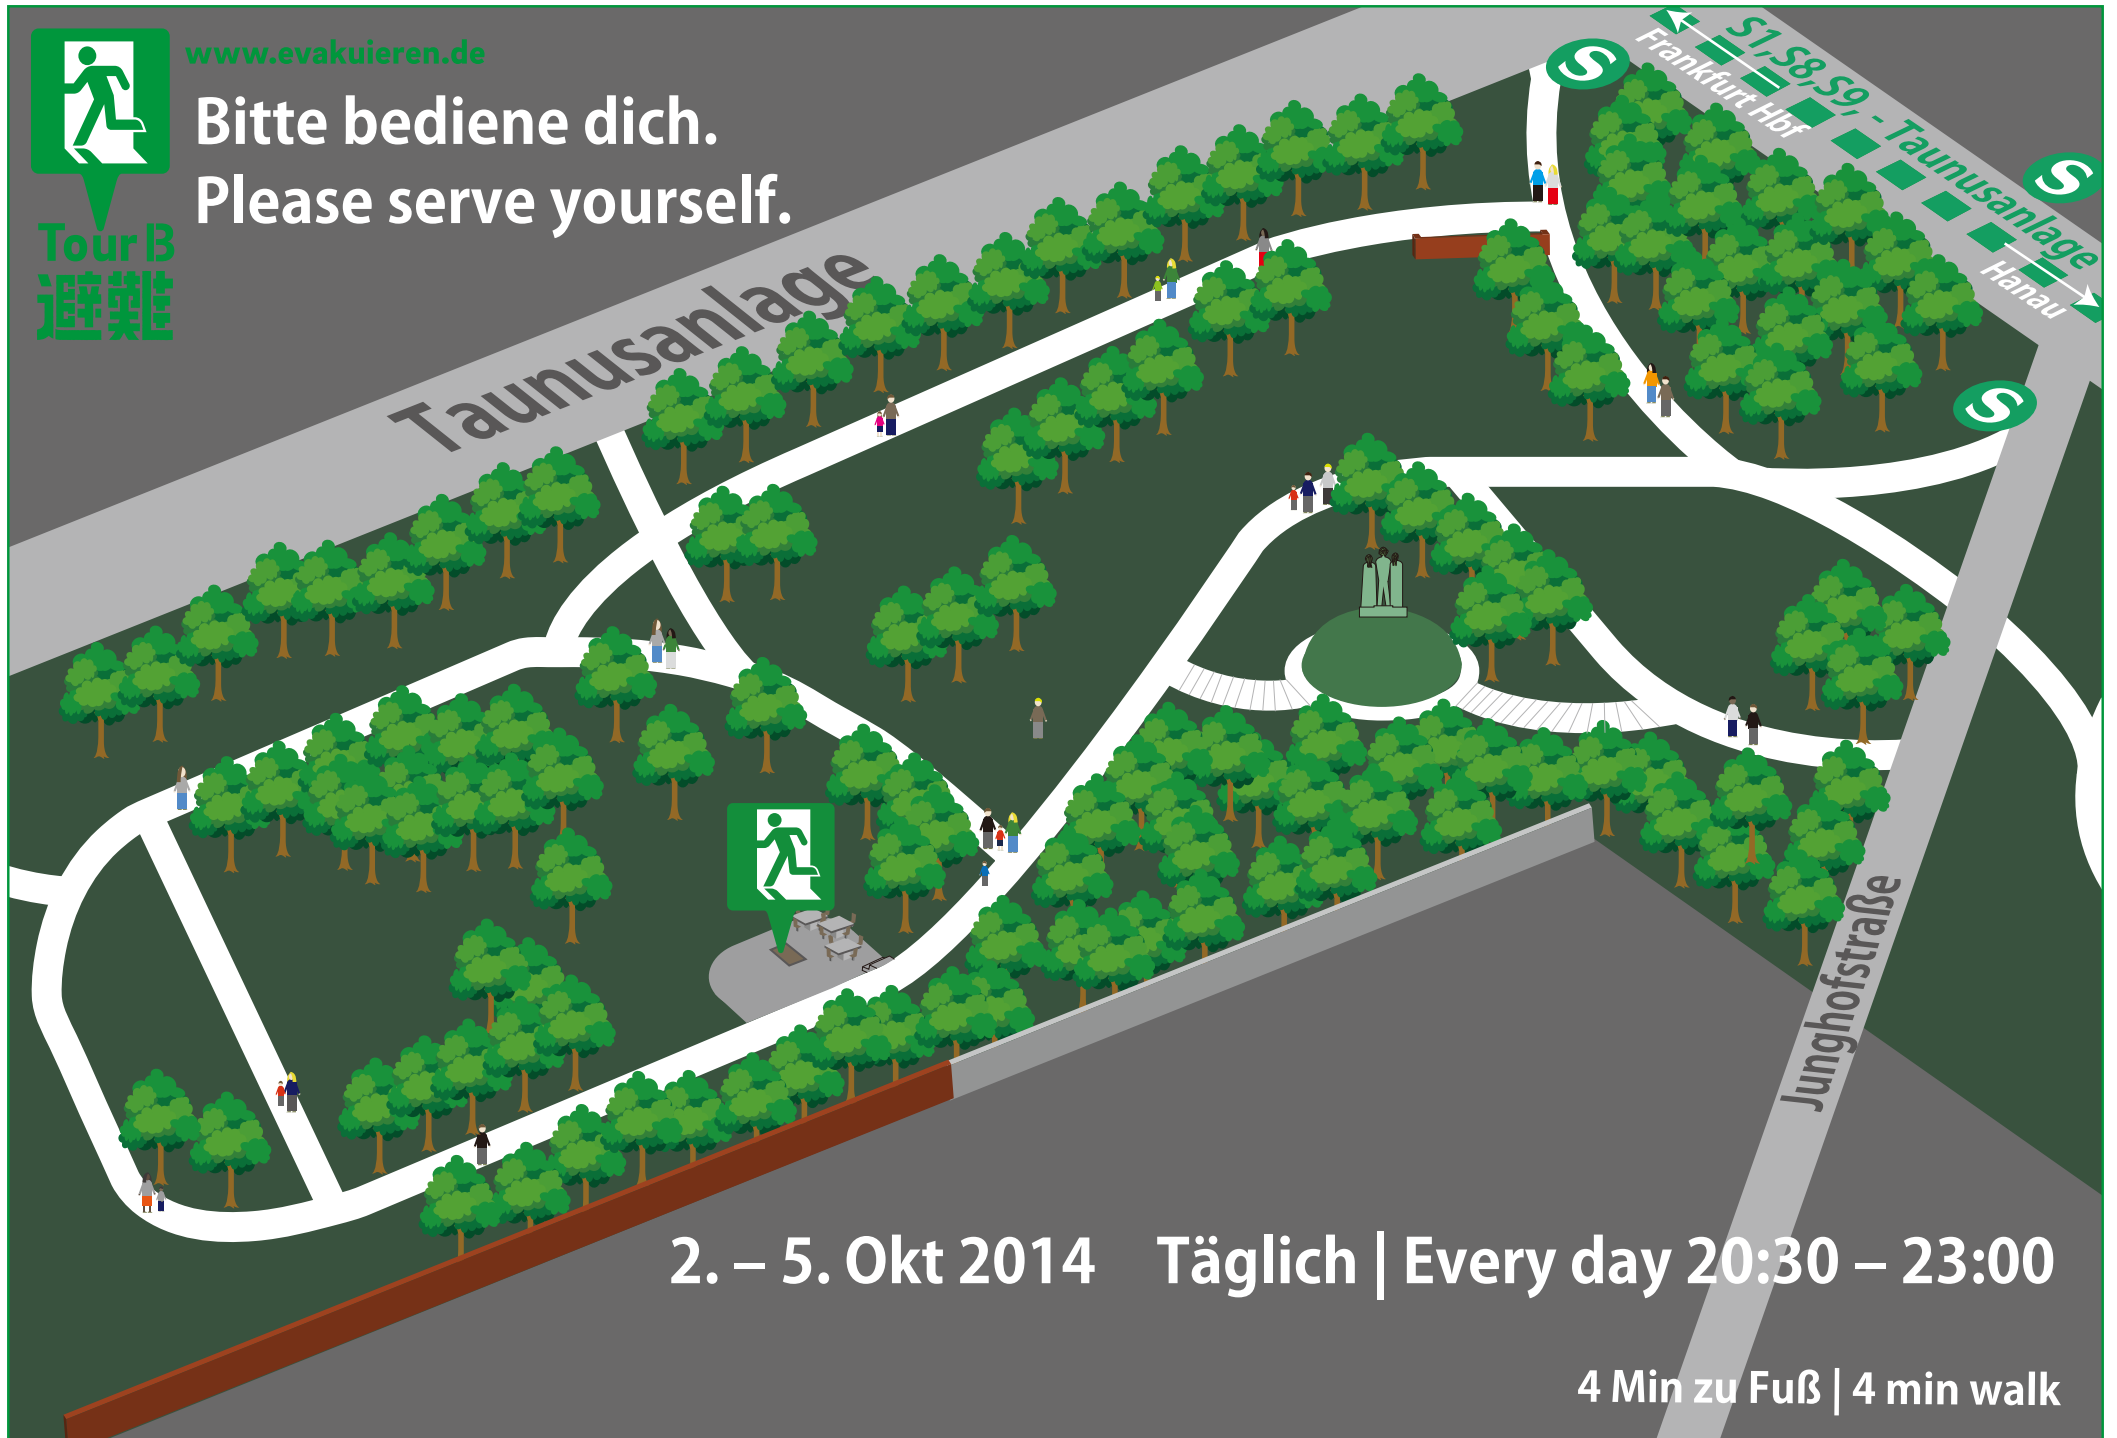 www.evakuieren.de
Bitte bediene dich.
Please serve yourself.
Tour B
避難
Taunusanlage
S
S1,S8,S9, - Taunusanlage
Frankfurt Hbf
Hanau
S
S
Junghofstraße
2. – 5. Okt 2014 Täglich | Every day 20:30 – 23:00
4 Min zu Fuß | 4 min walk